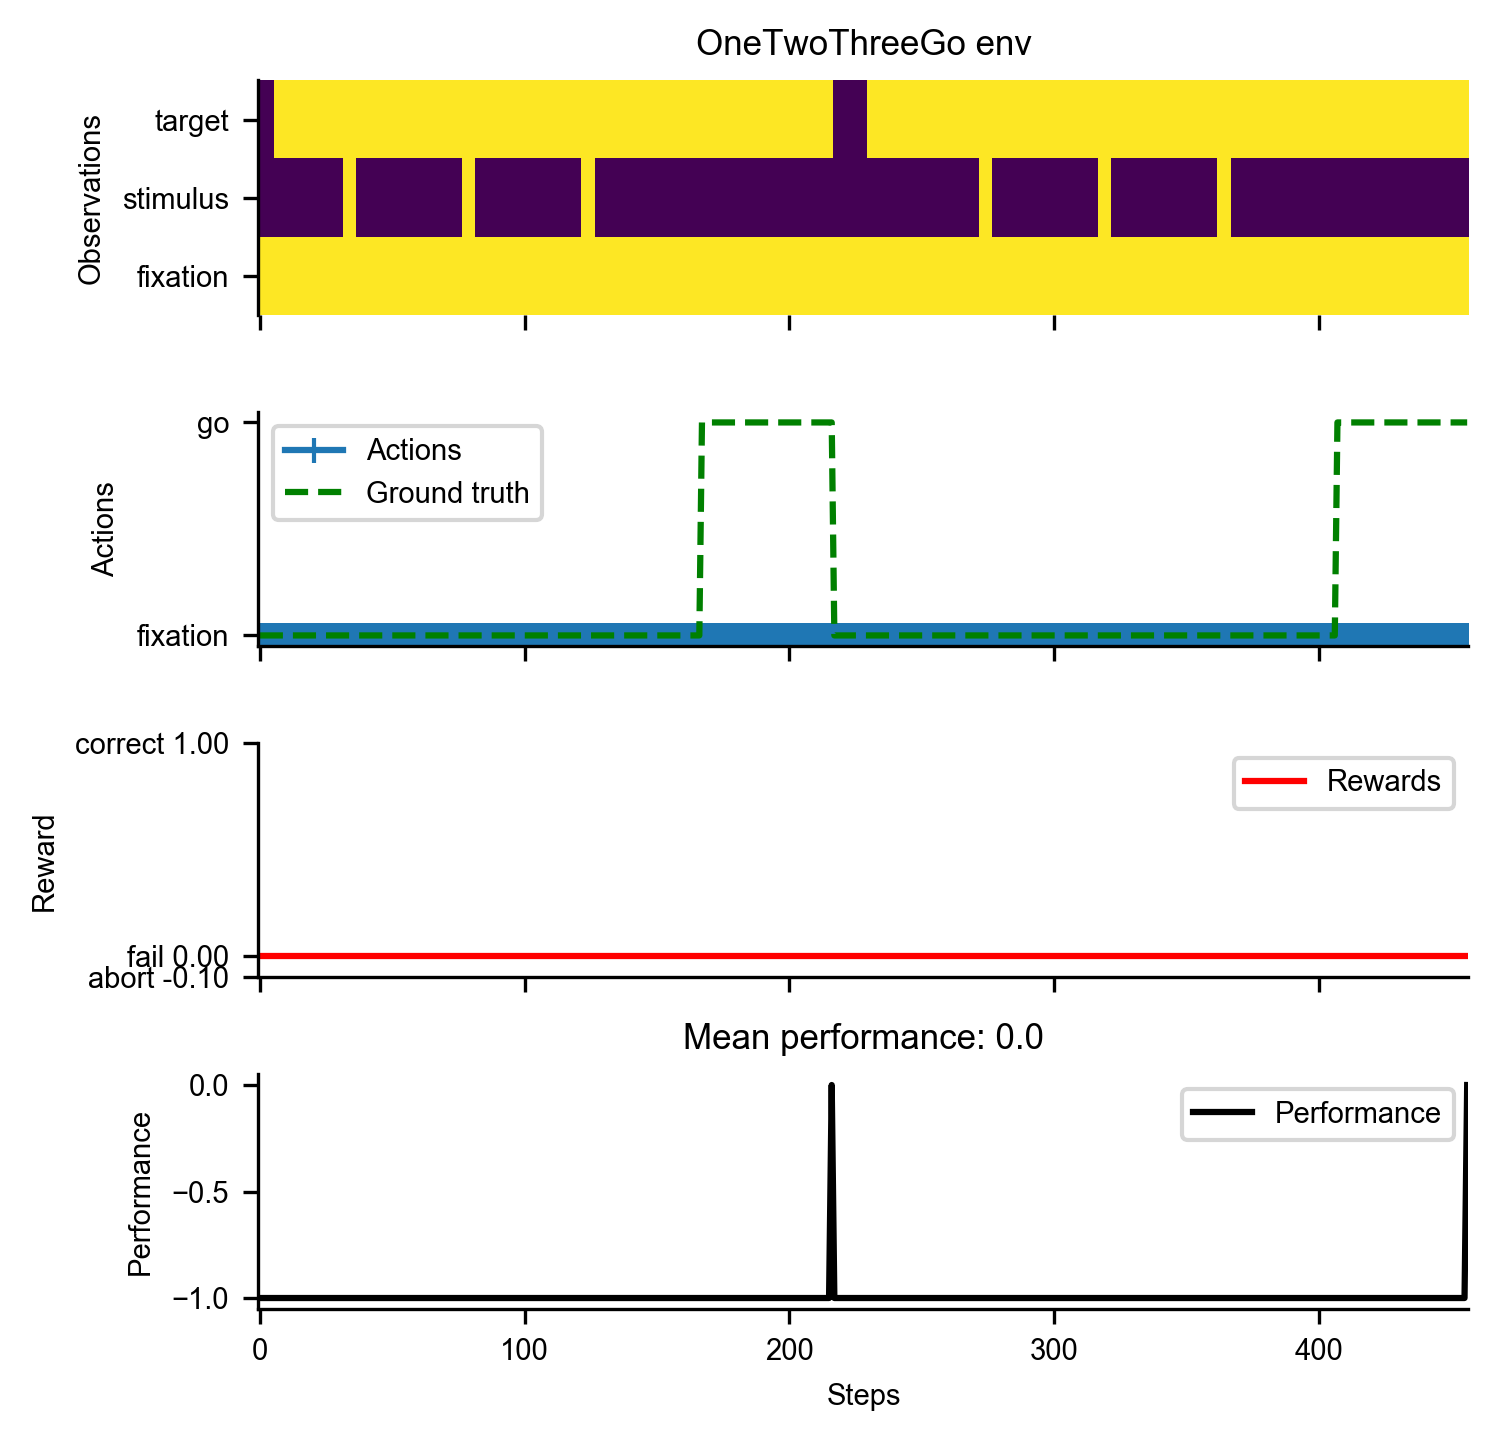 OneTwoThreeGo env
Observations
target
stimulus
fixation
Actions
go
fixation
Actions
Ground truth
Reward
correct 1.00
fail 0.00
abort -0.10
Rewards
Mean performance: 0.0
Performance
0.0
−0.5
−1.0
Performance
0 100 200 300 400
Steps